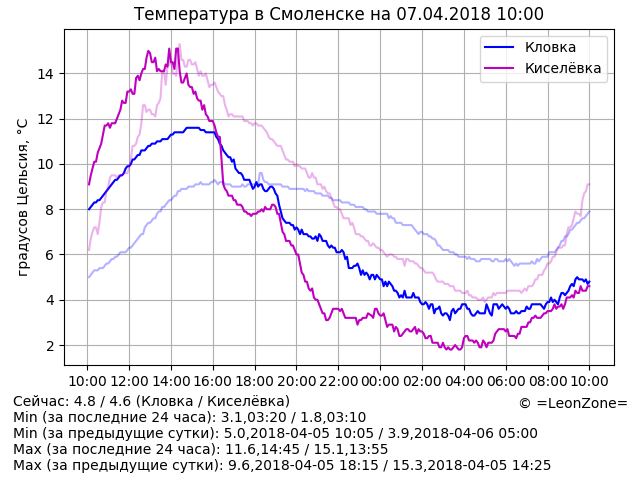 Температура в Смоленске на 07.04.2018 10:00
Кловка
Киселёвка
градусов Цельсия, °C
14
12
10
8
6
4
2
10:00 12:00 14:00 16:00 18:00 20:00 22:00 00:00 02:00 04:00 06:00 08:00 10:00
Сейчас: 4.8 / 4.6 (Кловка / Киселёвка)
© =LeonZone=
Min (за последние 24 часа): 3.1,03:20 / 1.8,03:10
Min (за предыдущие сутки): 5.0,2018-04-05 10:05 / 3.9,2018-04-06 05:00
Max (за последние 24 часа): 11.6,14:45 / 15.1,13:55
Max (за предыдущие сутки): 9.6,2018-04-05 18:15 / 15.3,2018-04-05 14:25